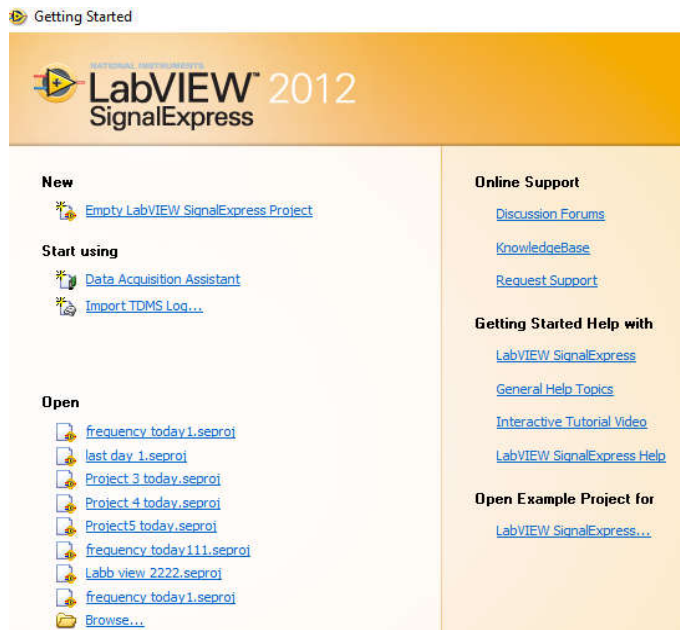 Getting Started
NATIONAL INSTRUMENTS
LabVIEW™ 2012
SignalExpress
New
Empty LabVIEW SignalExpress Project
Start using
Data Acquisition Assistant
Import TDMS Log...
Open
frequency today1.seproj
last day 1.seproj
Project 3 today.seproj
Project 4 today.seproj
Project5 today.seproj
frequency today111.seproj
Labb view 2222.seproj
frequency today1.seproj
Browse...
Online Support
Discussion Forums
KnowledgeBase
Request Support
Getting Started Help with
LabVIEW SignalExpress
General Help Topics
Interactive Tutorial Video
LabVIEW SignalExpress Help
Open Example Project for
LabVIEW SignalExpress...